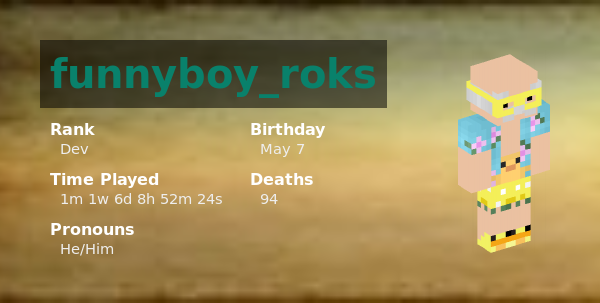 funnyboy_roks
Rank
Dev
Birthday
May 7
Time Played
1m 1w 6d 8h 52m 24s
Deaths
94
Pronouns
He/Him